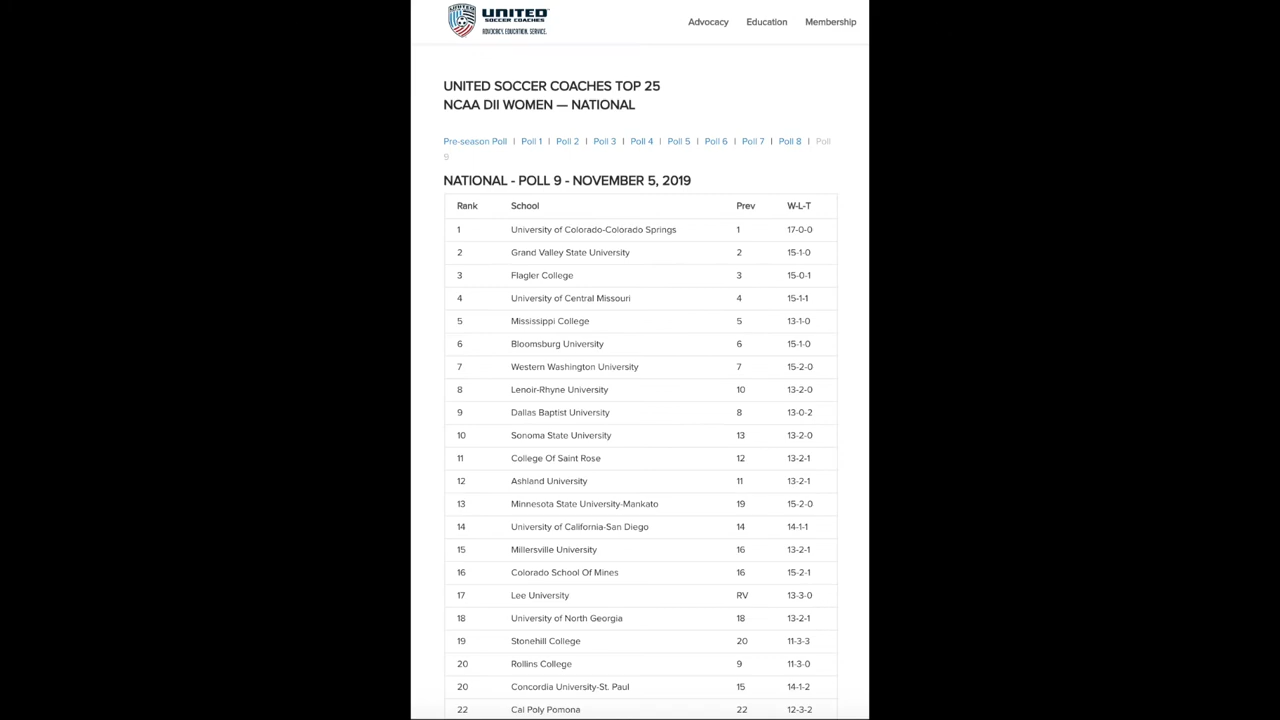 UNITED
SOCCER COACHES
ADVOCACY. EDUCATION. SERVICE.
Advocacy Education Membership
UNITED SOCCER COACHES TOP 25
NCAA DII WOMEN — NATIONAL
Pre-season Poll | Poll 1 | Poll 2 | Poll 3 | Poll 4 | Poll 5 | Poll 6 | Poll 7 | Poll 8 | Poll
9
NATIONAL - POLL 9 - NOVEMBER 5, 2019
Rank School Prev W-L-T
1 University of Colorado-Colorado Springs 1 17-0-0
2 Grand Valley State University 2 15-1-0
3 Flagler College 3 15-0-1
4 University of Central Missouri 4 15-1-1
5 Mississippi College 5 13-1-0
6 Bloomsburg University 6 15-1-0
7 Western Washington University 7 15-2-0
8 Lenoir-Rhyne University 10 13-2-0
9 Dallas Baptist University 8 13-0-2
10 Sonoma State University 13 13-2-0
11 College Of Saint Rose 12 13-2-1
12 Ashland University 11 13-2-1
13 Minnesota State University-Mankato 19 15-2-0
14 University of California-San Diego 14 14-1-1
15 Millersville University 16 13-2-1
16 Colorado School Of Mines 16 15-2-1
17 Lee University RV 13-3-0
18 University of North Georgia 18 13-2-1
19 Stonehill College 20 11-3-3
20 Rollins College 9 11-3-0
20 Concordia University-St. Paul 15 14-1-2
22 Cal Poly Pomona 22 12-3-2